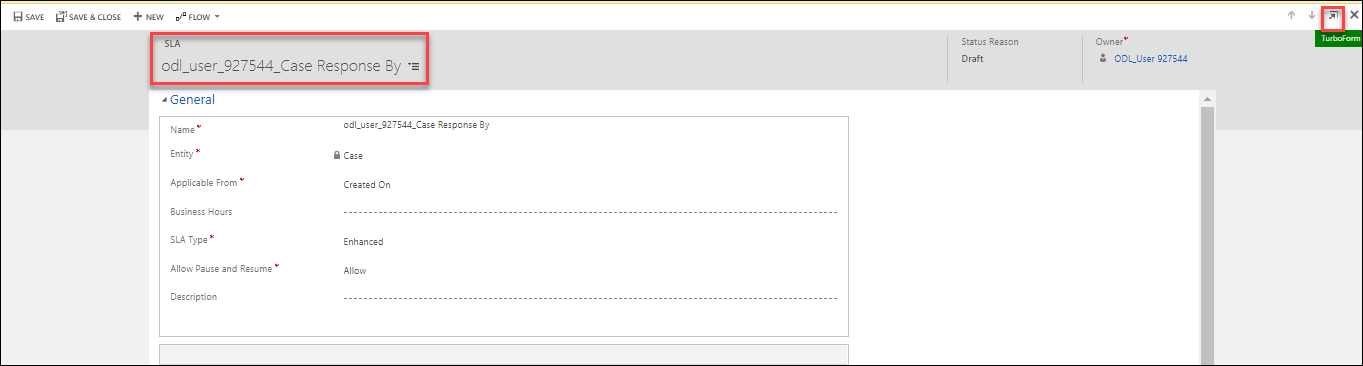 SAVE SAVE & CLOSE NEW FLOW
TurboForm
SLA
odl_user_927544_Case Response By
Status Reason
Draft
Owner*
ODL_User 927544
General
Name* odl_user_927544_Case Response By
Entity* Case
Applicable From* Created On
Business Hours
SLA Type* Enhanced
Allow Pause and Resume* Allow
Description